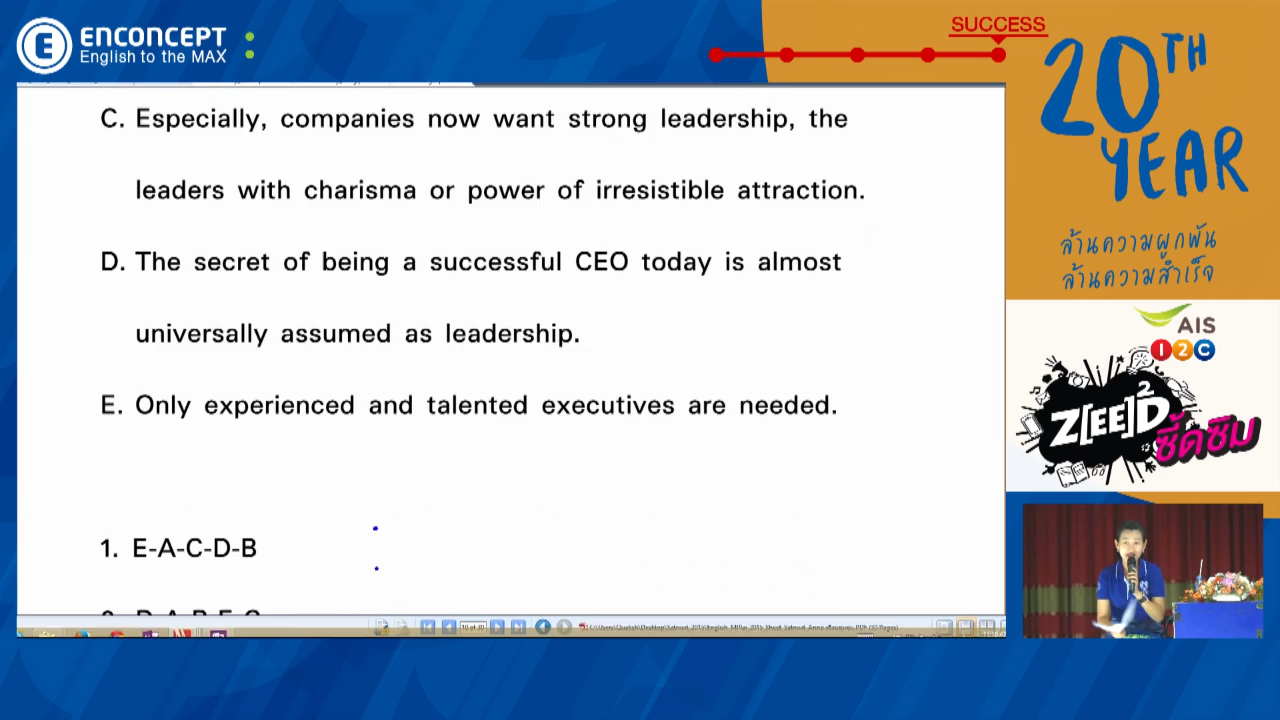 ENCONCEPT
English to the MAX
SUCCESS
20TH
YEAR
ล้านความผูกพัน
ล้านความสำเร็จ
C. Especially, companies now want strong leadership, the
leaders with charisma or power of irresistible attraction.
D. The secret of being a successful CEO today is almost
universally assumed as leadership.
E. Only experienced and talented executives are needed.
1. E-A-C-D-B
AIS
I2C
Z[EE]D2
ซี้ดซิม